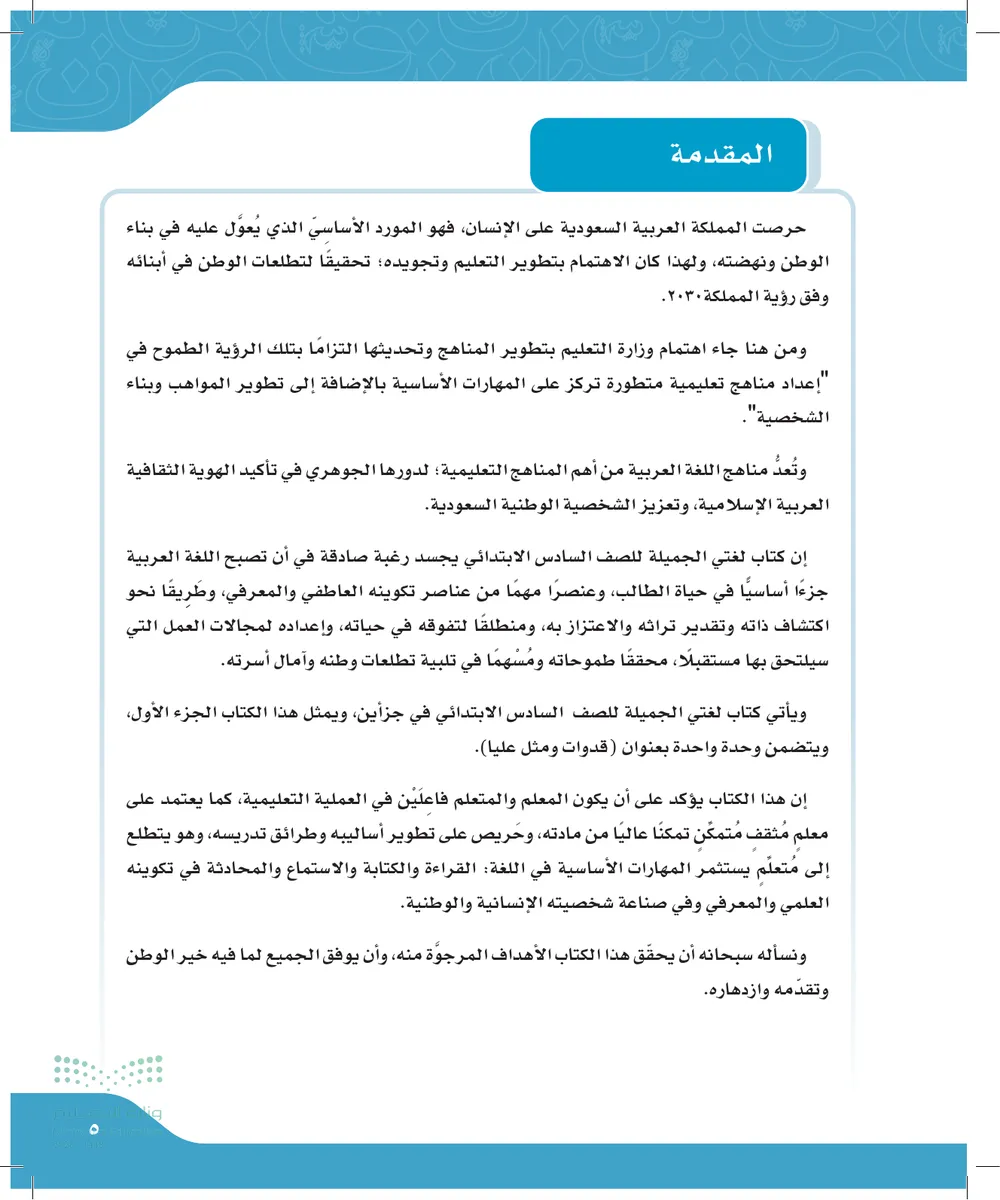 المقدمة
حرصت المملكة العربية السعودية على الإنسان، فهو المورد الأساسِيّ الذي يُعوَّل عليه في بناء
الوطن ونهضته، ولهذا كان الاهتمام بتطوير التعليم وتجويده؛ تحقيقًا لتطلعات الوطن في أبنائه
وفق رؤية المملكة٢٠٣٠.
ومن هنا جاء اهتمام وزارة التعليم بتطوير المناهج وتحديثها التزامًا بتلك الرؤية الطموح في
"إعداد مناهج تعليمية متطورة تركز على المهارات الأساسية بالإضافة إلى تطوير المواهب وبناء
الشخصية".
وتُعدُّ مناهج اللغة العربية من أهم المناهج التعليمية؛ لدورها الجوهري في تأكيد الهوية الثقافية
العربية الإسلامية، وتعزيز الشخصية الوطنية السعودية.
إن كتاب لغتي الجميلة للصف السادس الابتدائي يجسد رغبة صادقة في أن تصبح اللغة العربية
جزءًا أساسيًّا في حياة الطالب، وعنصرًا مهمًا من عناصر تكوينه العاطفي والمعرفي، وطَرِيقًا نحو
اكتشاف ذاته وتقدير تراثه والاعتزاز به، ومنطلقًا لتفوقه في حياته، وإعداده لمجالات العمل التي
سيلتحق بها مستقبلًا، محققًا طموحاته ومُسْهمًا في تلبية تطلعات وطنه وآمال أسرته.
ويأتي كتاب لغتي الجميلة للصف السادس الابتدائي في جزأين، ويمثل هذا الكتاب الجزء الأول،
ويتضمن وحدة واحدة بعنوان (قدوات ومثل عليا).
إن هذا الكتاب يؤكد على أن يكون المعلم والمتعلم فاعِلَيْن في العملية التعليمية، كما يعتمد على
معلمٍ مُثقفٍ مُتمكِّنٍ تمكنًا عاليًا من مادته، وحَريص على تطوير أساليبه وطرائق تدريسه، وهو يتطلع
إلى مُتعلِّمٍ يستثمر المهارات الأساسية في اللغة: القراءة والكتابة والاستماع والمحادثة في تكوينه
العلمي والمعرفي وفي صناعة شخصيته الإنسانية والوطنية.
ونسأله سبحانه أن يحقّق هذا الكتاب الأهداف المرجوَّة منه، وأن يوفق الجميع لما فيه خير الوطن
وتقدّمه وازدهاره.
٥